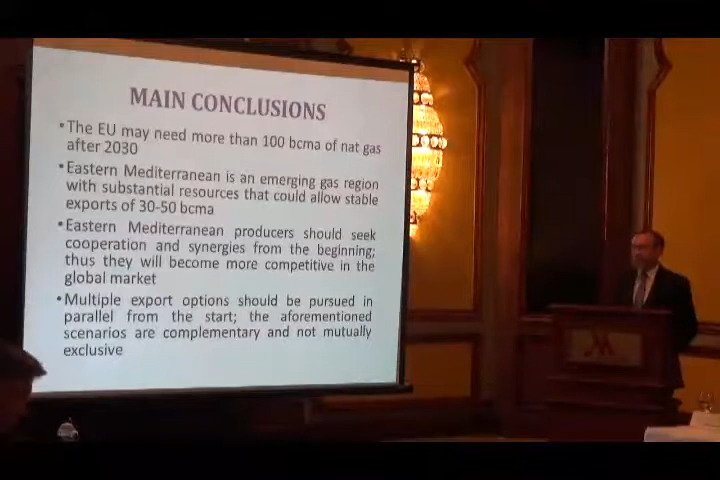 MAIN CONCLUSIONS
•The EU may need more than 100 bcma of nat gas
after 2030
•Eastern Mediterranean is an emerging gas region
with substantial resources that could allow stable
exports of 30-50 bcma
•Eastern Mediterranean producers should seek
cooperation and synergies from the beginning;
thus they will become more competitive in the
global market
•Multiple export options should be pursued in
parallel from the start; the aforementioned
scenarios are complementary and not mutually
exclusive